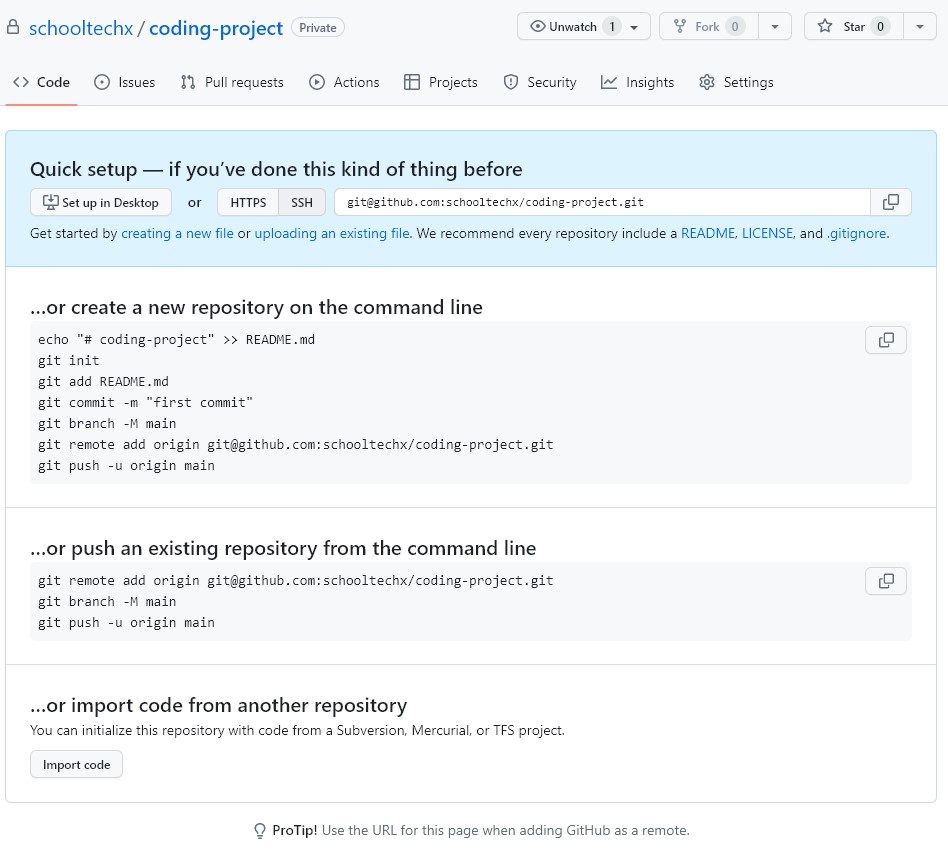 schooltechx / coding-project Private Unwatch 1 Fork 0 Star 0
Code Issues Pull requests Actions Projects Security Insights Settings
Quick setup — if you’ve done this kind of thing before
Set up in Desktop or HTTPS SSH git@github.com:schooltechx/coding-project.git
Get started by creating a new file or uploading an existing file. We recommend every repository include a README, LICENSE, and .gitignore.
…or create a new repository on the command line
echo "# coding-project" >> README.md
git init
git add README.md
git commit -m "first commit"
git branch -M main
git remote add origin git@github.com:schooltechx/coding-project.git
git push -u origin main
…or push an existing repository from the command line
git remote add origin git@github.com:schooltechx/coding-project.git
git branch -M main
git push -u origin main
…or import code from another repository
You can initialize this repository with code from a Subversion, Mercurial, or TFS project.
Import code
ProTip! Use the URL for this page when adding GitHub as a remote.